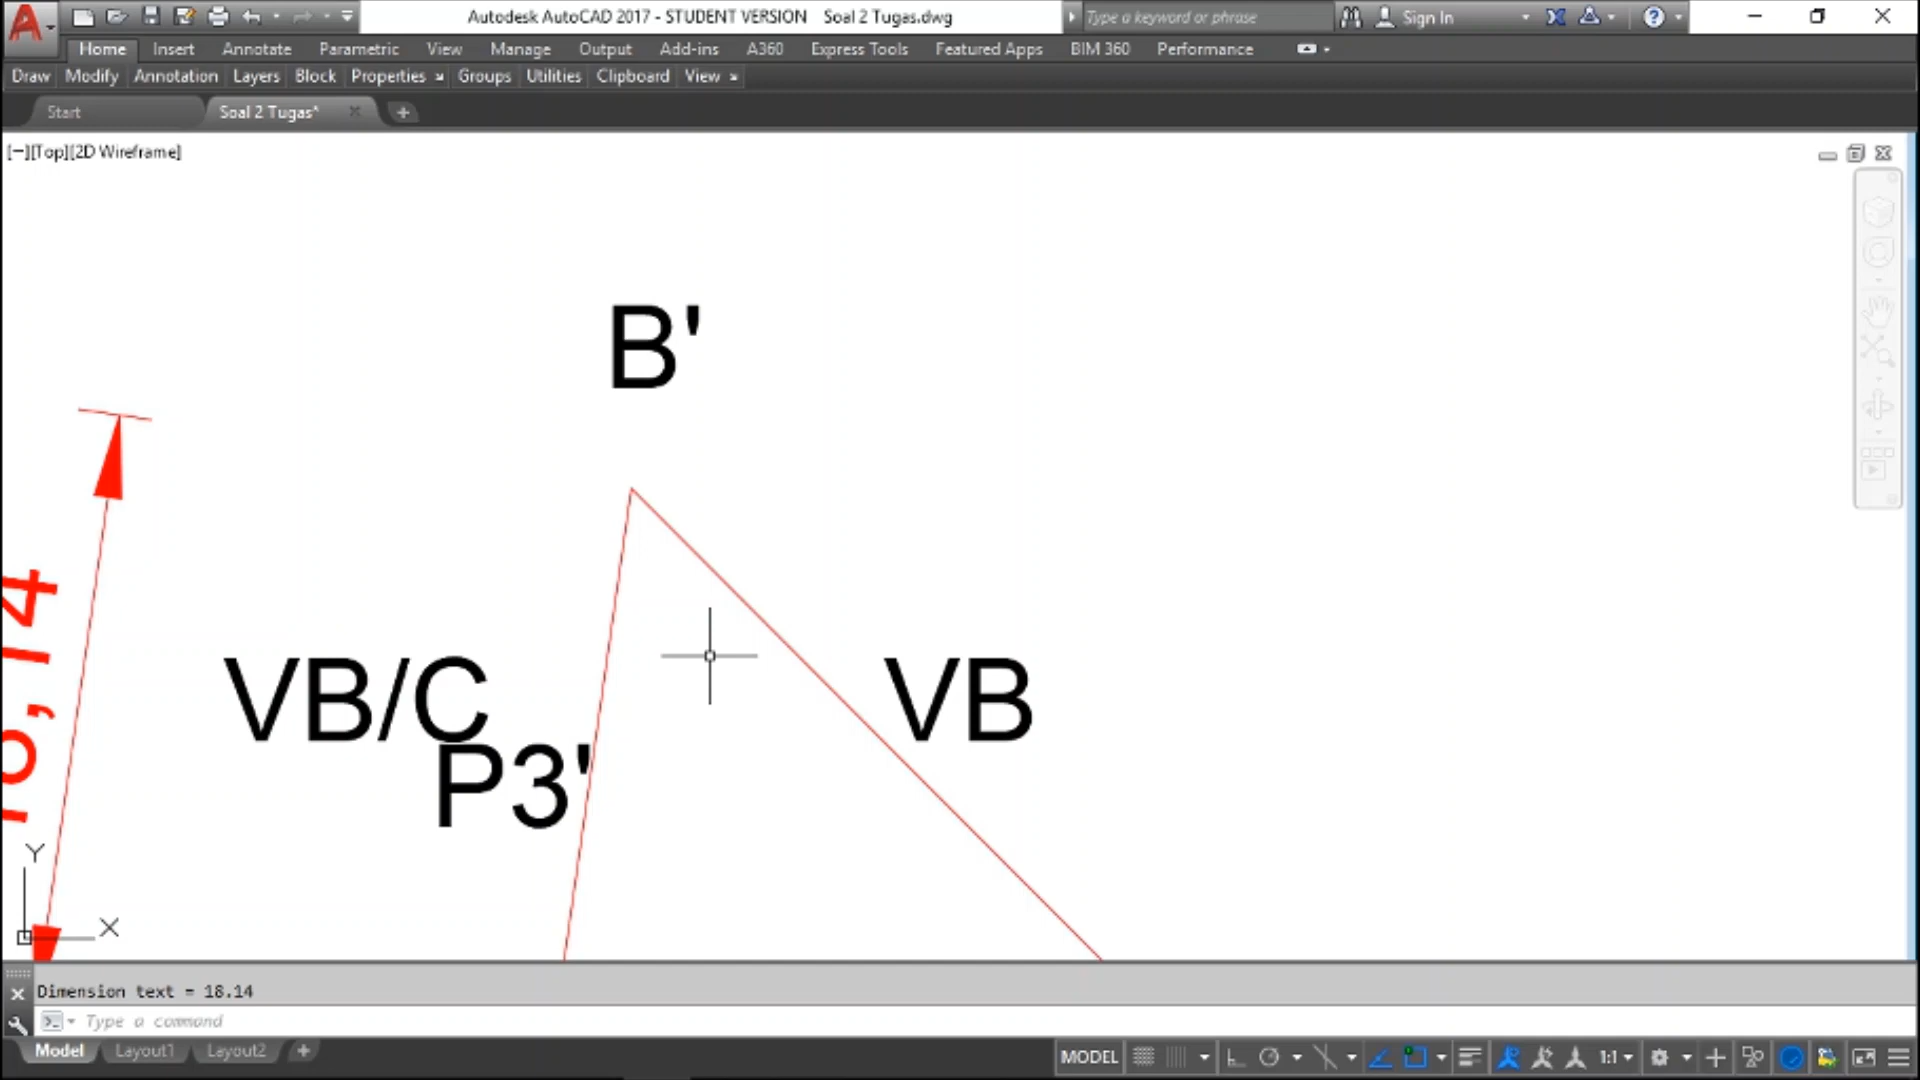 Autodesk AutoCAD 2017 - STUDENT VERSION Soal 2 Tugas.dwg
Type a keyword or phrase
Sign In
Home Insert Annotate Parametric View Manage Output Add-ins A360 Express Tools Featured Apps BIM 360 Performance
Draw Modify Annotation Layers Block Properties Groups Utilities Clipboard View
Start
Soal 2 Tugas*
[−][Top][2D Wireframe]
B'
18,14
VB/C
VB
P3'
Y
X
Dimension text = 18.14
Type a command
Model Layout1 Layout2
MODEL
1:1